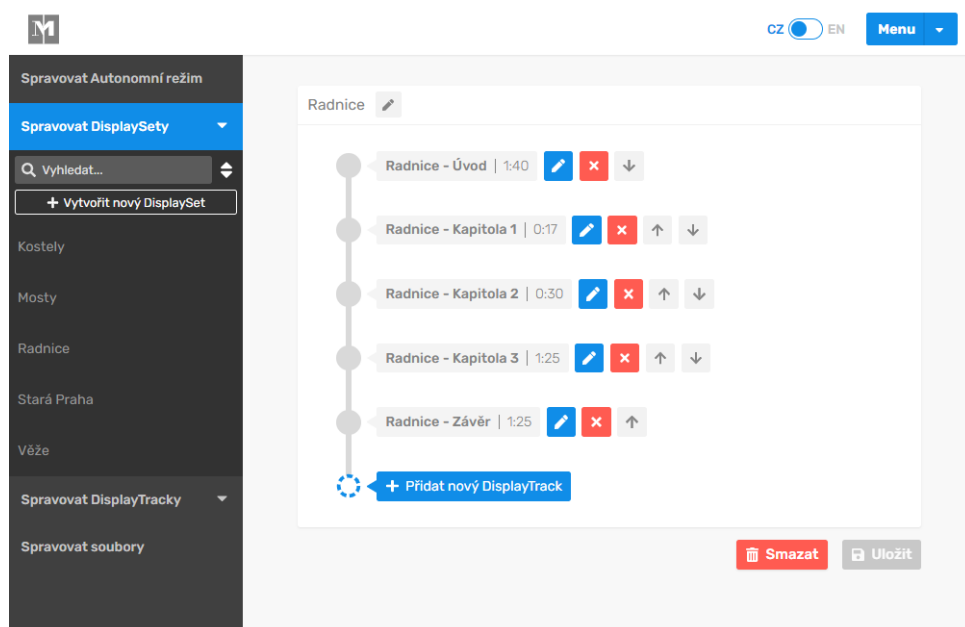 M
CZ EN Menu
Spravovat Autonomní režim
Spravovat DisplaySety
Vyhledat...
+ Vytvořit nový DisplaySet
Kostely
Mosty
Radnice
Stará Praha
Věže
Spravovat DisplayTracky
Spravovat soubory
Radnice
Radnice - Úvod | 1:40
Radnice - Kapitola 1 | 0:17
Radnice - Kapitola 2 | 0:30
Radnice - Kapitola 3 | 1:25
Radnice - Závěr | 1:25
+ Přidat nový DisplayTrack
Smazat Uložit